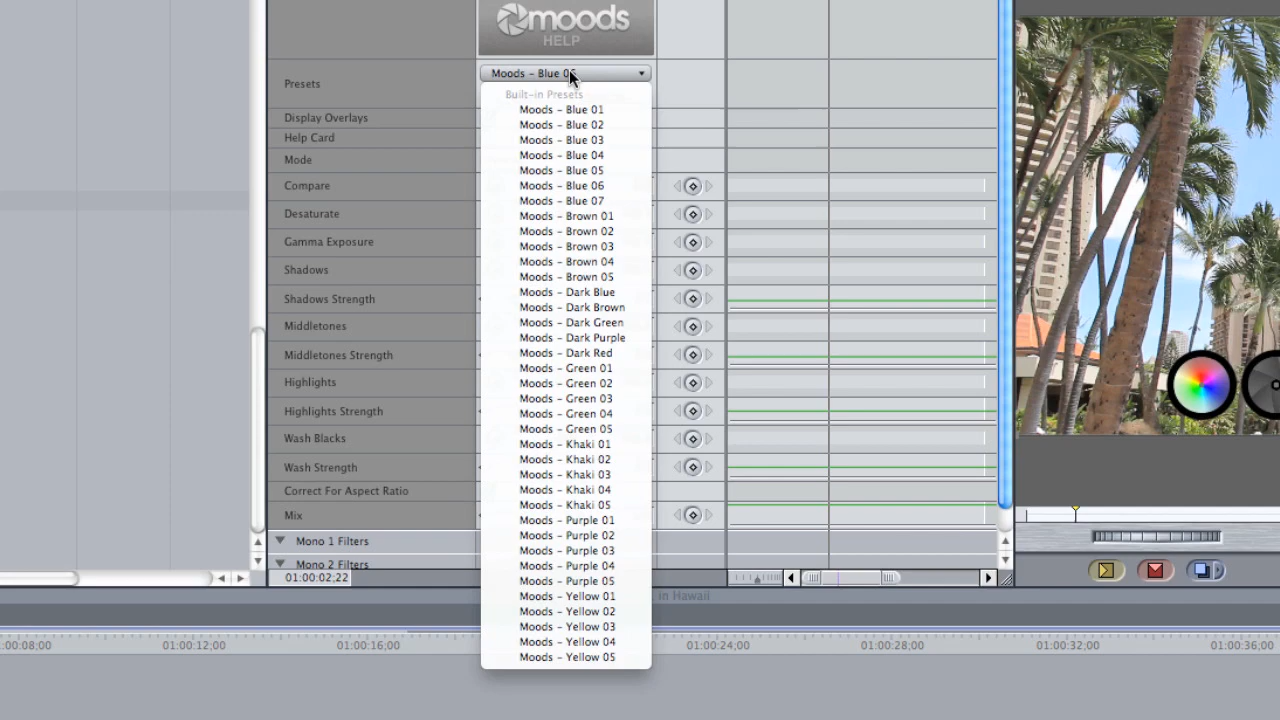 moods
HELP
Presets
Moods - Blue 06
Built-in Presets
Moods - Blue 01
Moods - Blue 02
Display Overlays
Moods - Blue 03
Help Card
Moods - Blue 04
Mode
Moods - Blue 05
Moods - Blue 06
Compare
Moods - Blue 07
Moods - Brown 01
Desaturate
Moods - Brown 02
Moods - Brown 03
Gamma Exposure
Moods - Brown 04
Shadows
Moods - Brown 05
Moods - Dark Blue
Shadows Strength
Moods - Dark Brown
Moods - Dark Green
Middletones
Moods - Dark Purple
Moods - Dark Red
Middletones Strength
Moods - Green 01
Moods - Green 02
Highlights
Moods - Green 03
Moods - Green 04
Highlights Strength
Moods - Green 05
Wash Blacks
Moods - Khaki 01
Moods - Khaki 02
Wash Strength
Moods - Khaki 03
Moods - Khaki 04
Correct For Aspect Ratio
Moods - Khaki 05
Mix
Moods - Purple 01
Moods - Purple 02
Mono 1 Filters
Moods - Purple 03
Mono 2 Filters
Moods - Purple 04
01:00:02;22
Moods - Purple 05
Moods - Yellow 01
in Hawaii
Moods - Yellow 02
Moods - Yellow 03
Moods - Yellow 04
:00:08;00 01:00:12;00 01:00:16;00 01:00:24;00 01:00:28;00 01:00:32;00 01:00:36;00
Moods - Yellow 05